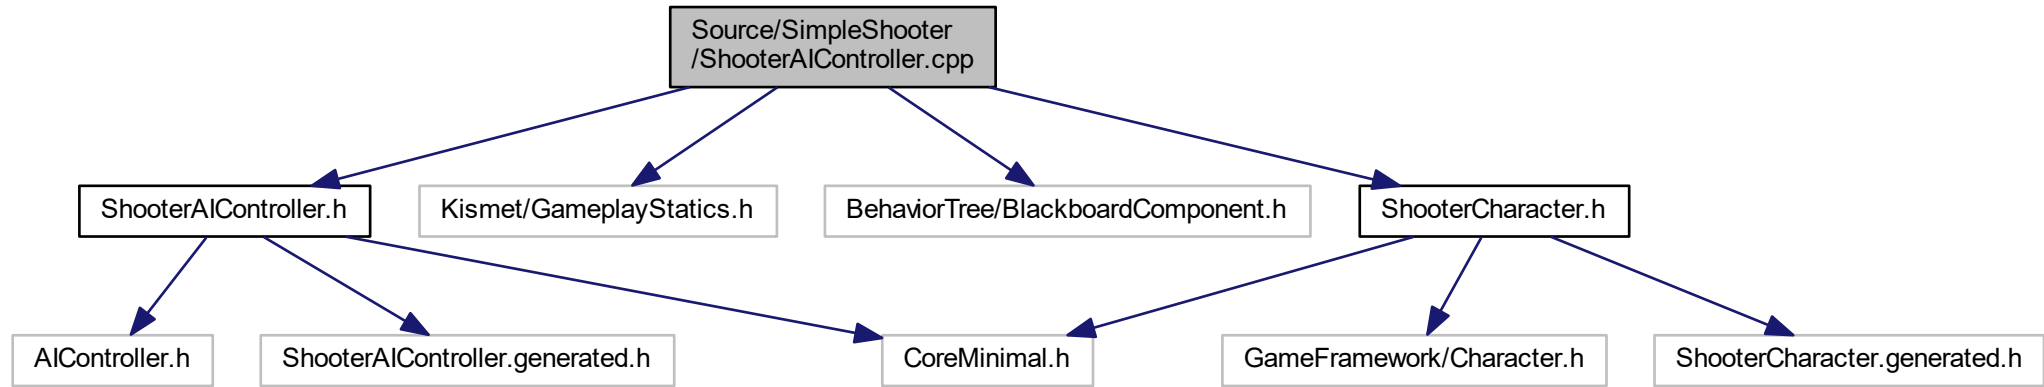 Source/SimpleShooter
/ShooterAIController.cpp
ShooterAIController.h
Kismet/GameplayStatics.h
BehaviorTree/BlackboardComponent.h
ShooterCharacter.h
AIController.h
ShooterAIController.generated.h
CoreMinimal.h
GameFramework/Character.h
ShooterCharacter.generated.h